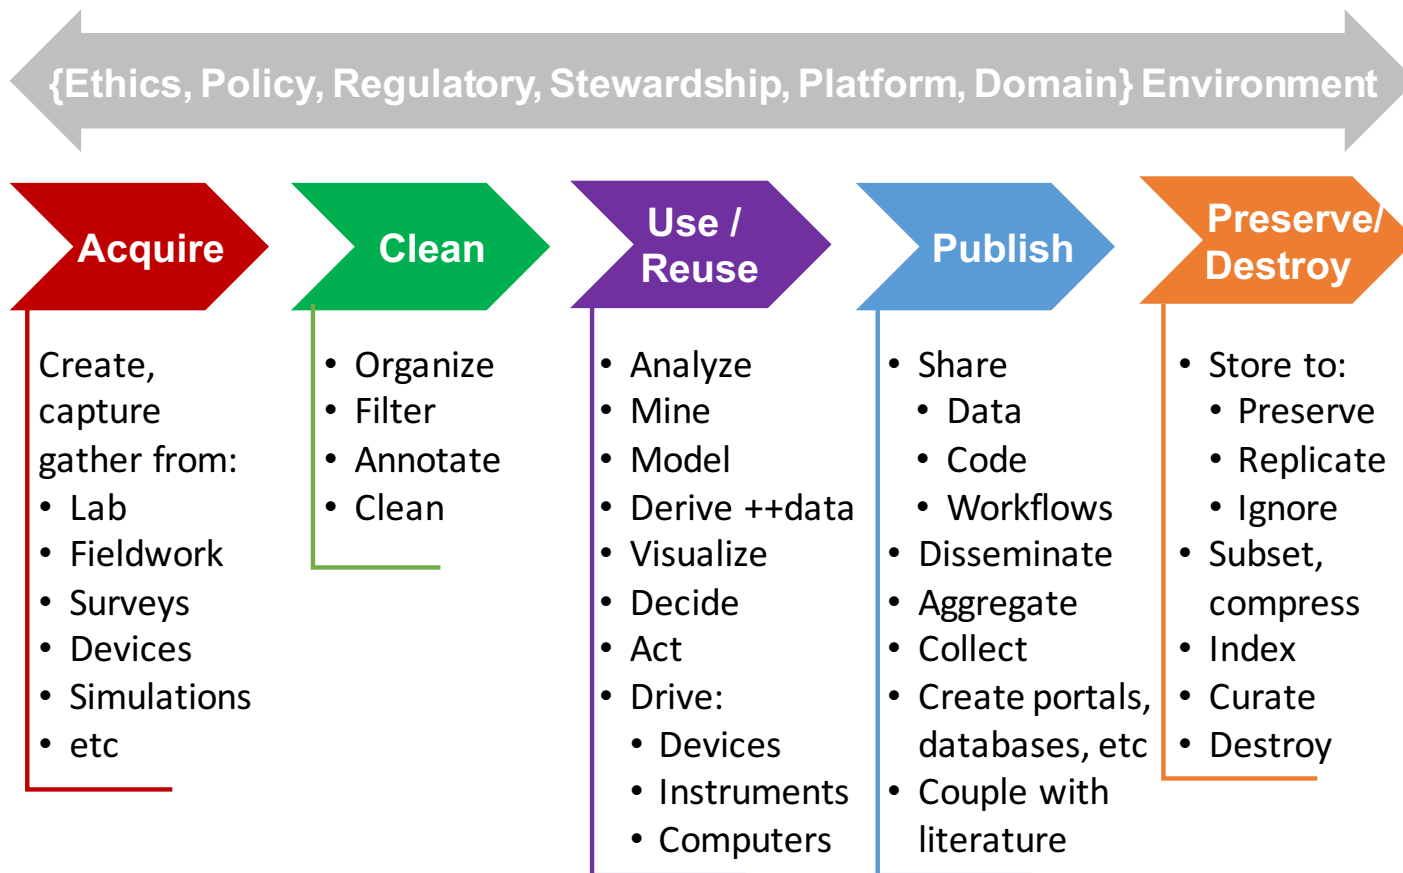 {Ethics, Policy, Regulatory, Stewardship, Platform, Domain} Environment
Acquire
Create,
capture
gather from:
• Lab
• Fieldwork
• Surveys
• Devices
• Simulations
• etc
Clean
• Organize
• Filter
• Annotate
• Clean
Use /
Reuse
• Analyze
• Mine
• Model
• Derive ++data
• Visualize
• Decide
• Act
• Drive:
• Devices
• Instruments
• Computers
Publish
• Share
• Data
• Code
• Workflows
• Disseminate
• Aggregate
• Collect
• Create portals,
databases, etc
• Couple with
literature
Preserve/
Destroy
• Store to:
• Preserve
• Replicate
• Ignore
• Subset,
compress
• Index
• Curate
• Destroy